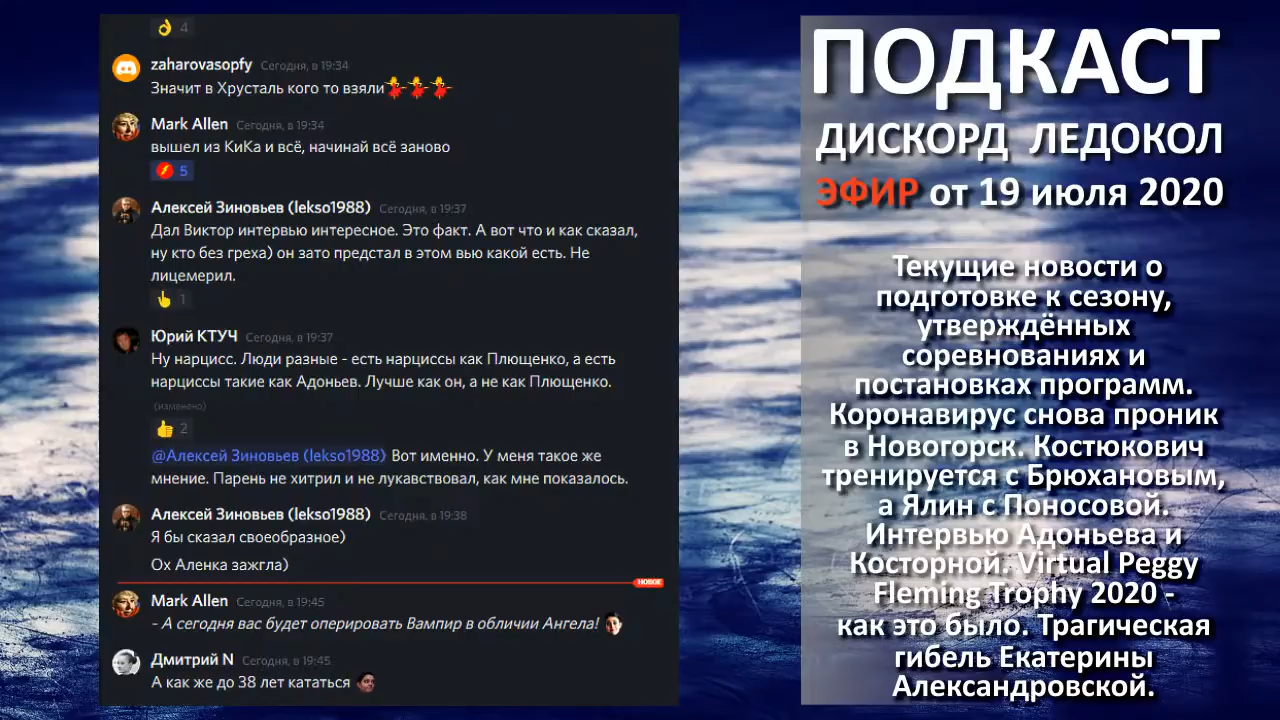 4
zaharovasopfy Сегодня, в 19:34
Значит в Хрусталь кого то взяли
Mark Allen Сегодня, в 19:34
вышел из КиКа и всё, начинай всё заново
5
Алексей Зиновьев (lekso1988) Сегодня, в 19:37
Дал Виктор интервью интересное. Это факт. А вот что и как сказал,
ну кто без греха) он зато предстал в этом вью какой есть. Не
лицемерил.
1
Юрий КТУЧ Сегодня, в 19:37
Ну нарцисс. Люди разные - есть нарциссы как Плющенко, а есть
нарциссы такие как Адоньев. Лучше как он, а не как Плющенко.
(изменено)
2
@Алексей Зиновьев (lekso1988) Вот именно. У меня такое же
мнение. Парень не хитрил и не лукавствовал, как мне показалось.
Алексей Зиновьев (lekso1988) Сегодня, в 19:38
Я бы сказал своеобразное)
Ох Аленка зажгла)
НОВОЕ
Mark Allen Сегодня, в 19:45
- А сегодня вас будет оперировать Вампир в обличии Ангела!
Дмитрий N Сегодня, в 19:45
А как же до 38 лет кататься
ПОДКАСТ
ДИСКОРД ЛЕДОКОЛ
ЭФИР от 19 июля 2020
Текущие новости о
подготовке к сезону,
утверждённых
соревнованиях и
постановках программ.
Коронавирус снова проник
в Новогорск. Костюкович
тренируется с Брюхановым,
а Ялин с Поносовой.
Интервью Адоньева и
Косторной. Virtual Peggy
Fleming Trophy 2020 -
как это было. Трагическая
гибель Екатерины
Александровской.